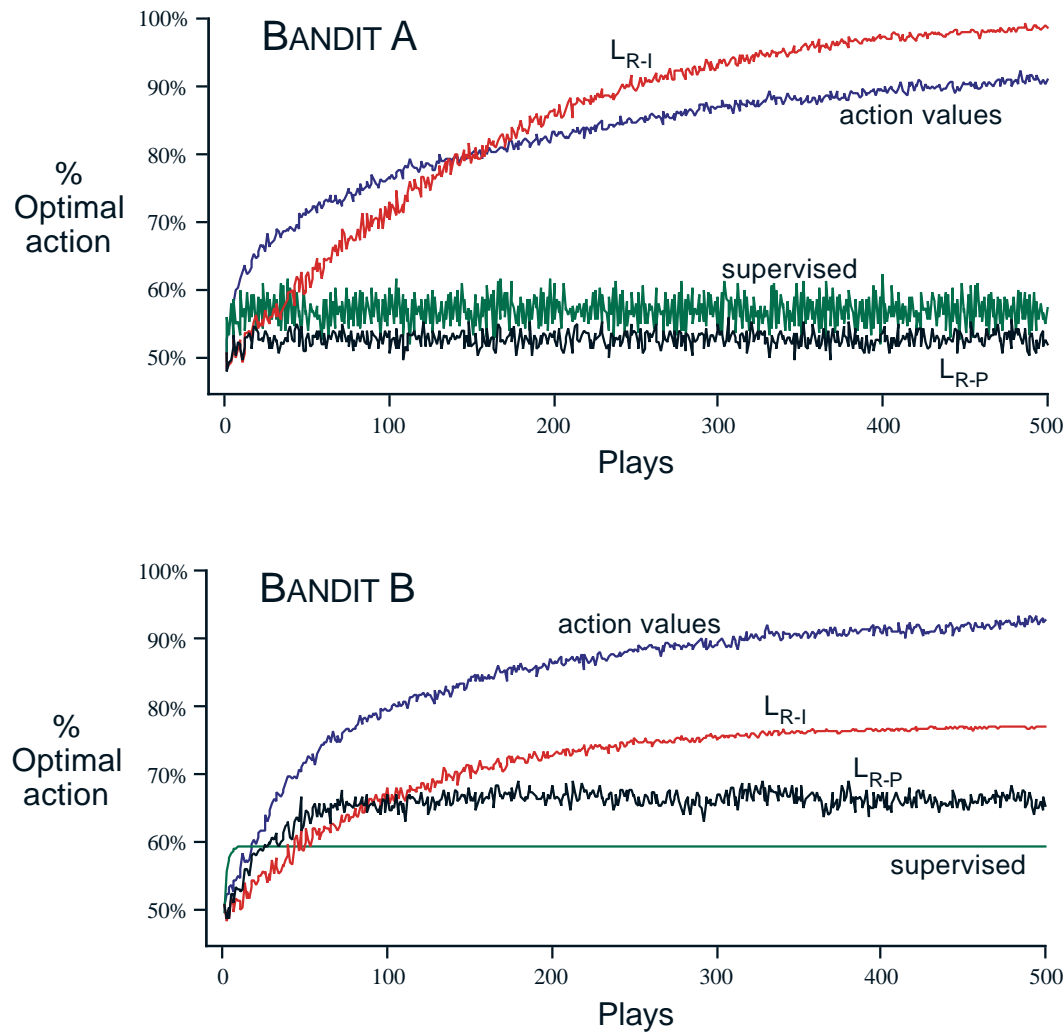 BANDIT A
100%
90%
80%
70%
60%
50%
%
Optimal
action
LR-I
action values
supervised
LR-P
0 100 200 300 400 500
Plays
BANDIT B
100%
90%
80%
70%
60%
50%
%
Optimal
action
action values
LR-I
LR-P
supervised
0 100 200 300 400 500
Plays